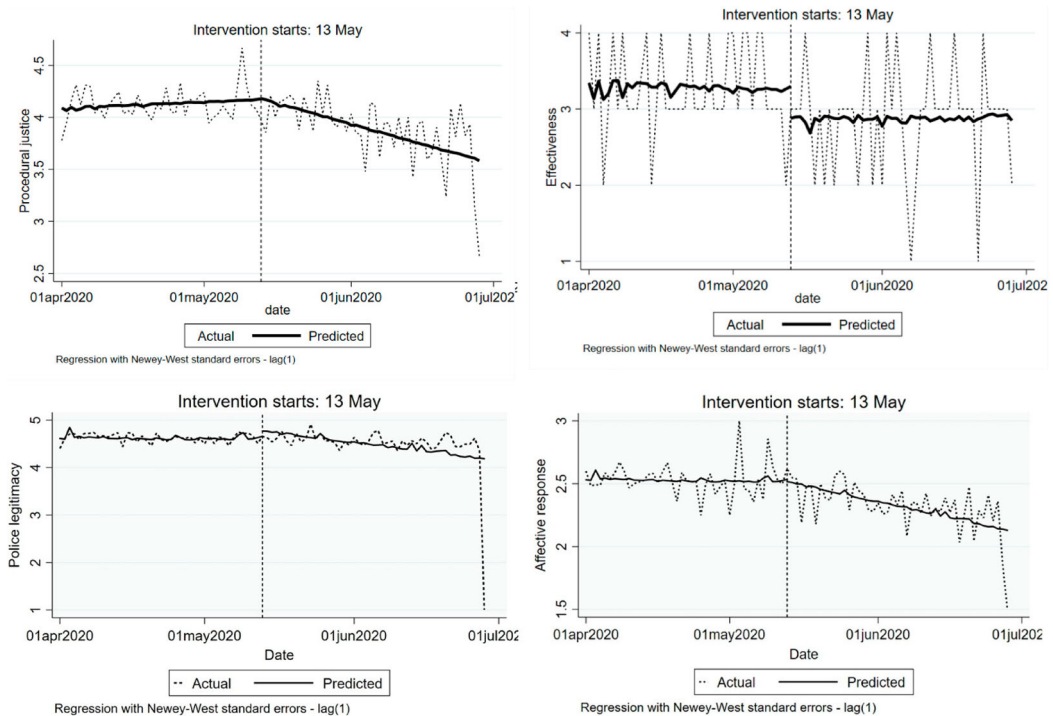 Intervention starts: 13 May
Procedural justice
4.5
4
3.5
3
2.5
01apr2020 01may2020 01jun2020 01jul202
date
Actual Predicted
Regression with Newey-West standard errors - lag(1)
Intervention starts: 13 May
Effectiveness
4
3
2
1
01apr2020 01may2020 01jun2020 01jul202
date
Actual Predicted
Regression with Newey-West standard errors - lag(1)
Intervention starts: 13 May
Police legitimacy
5
4
3
2
1
01apr2020 01may2020 01jun2020 01jul202
Date
Actual Predicted
Regression with Newey-West standard errors - lag(1)
Intervention starts: 13 May
Affective response
3
2.5
2
1.5
01apr2020 01may2020 01jun2020 01jul202
Date
Actual Predicted
Regression with Newey-West standard errors - lag(1)